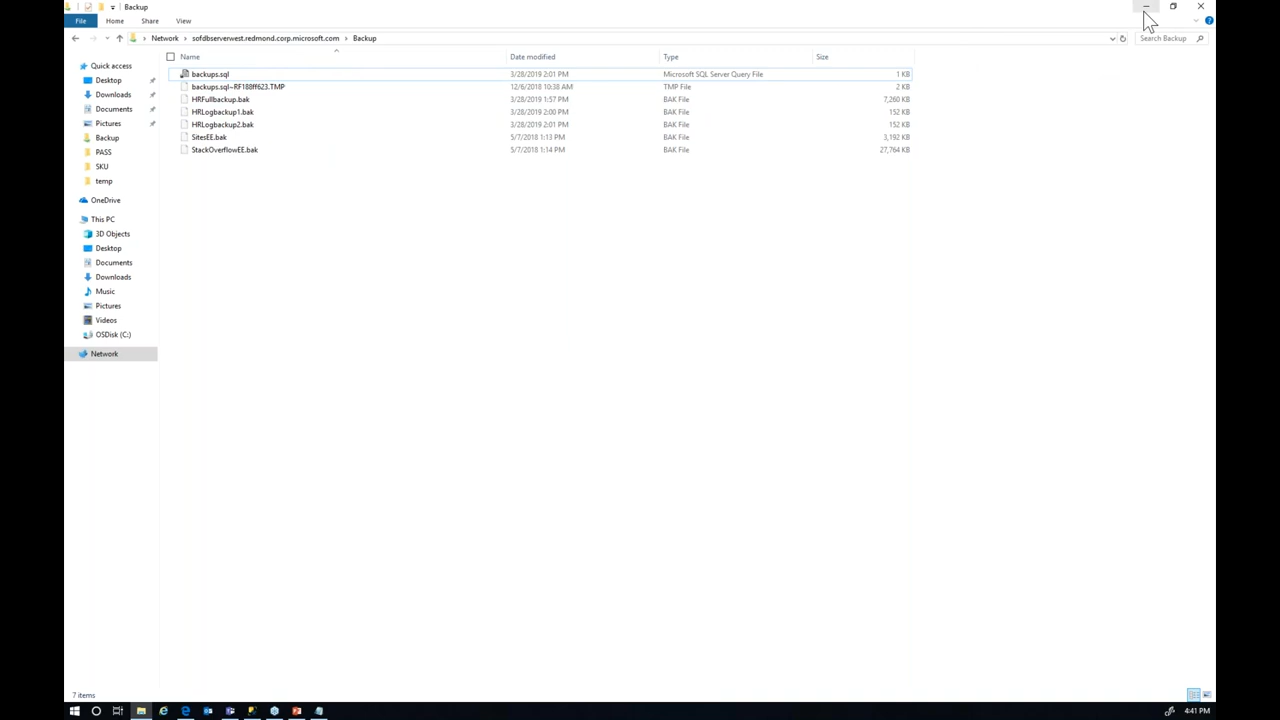 Backup
File Home Share View
Network > sofdbserverwest.redmond.corp.microsoft.com > Backup
Search Backup
Name Date modified Type Size
backups.sql 3/28/2019 2:01 PM Microsoft SQL Server Query File 1 KB
backups.sql~RF188ff623.TMP 12/6/2018 10:38 AM TMP File 2 KB
HRFullbackup.bak 3/28/2019 1:57 PM BAK File 7,260 KB
HRLogbackup1.bak 3/28/2019 2:00 PM BAK File 152 KB
HRLogbackup2.bak 3/28/2019 2:01 PM BAK File 152 KB
SitesEE.bak 5/7/2018 1:13 PM BAK File 3,192 KB
StackOverflowEE.bak 5/7/2018 1:14 PM BAK File 27,764 KB
Quick access
Desktop
Downloads
Documents
Pictures
Backup
PASS
SKU
temp
OneDrive
This PC
3D Objects
Desktop
Documents
Downloads
Music
Pictures
Videos
OSDisk (C:)
Network
7 items
4:41 PM